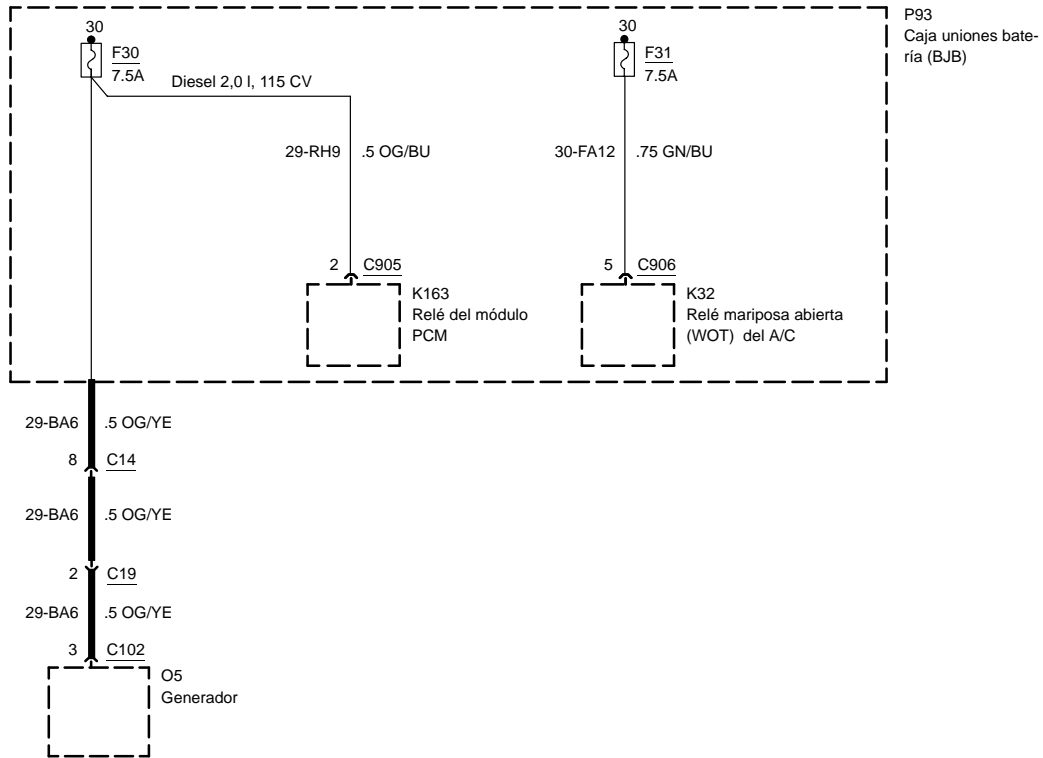 P93
Caja uniones bate-
ría (BJB)
30
F30
7.5A
Diesel 2,0 l, 115 CV
30
F31
7.5A
29-RH9 .5 OG/BU
30-FA12 .75 GN/BU
2 C905
K163
Relé del módulo
PCM
5 C906
K32
Relé mariposa abierta
(WOT) del A/C
29-BA6 .5 OG/YE
8 C14
29-BA6 .5 OG/YE
2 C19
29-BA6 .5 OG/YE
3 C102
O5
Generador